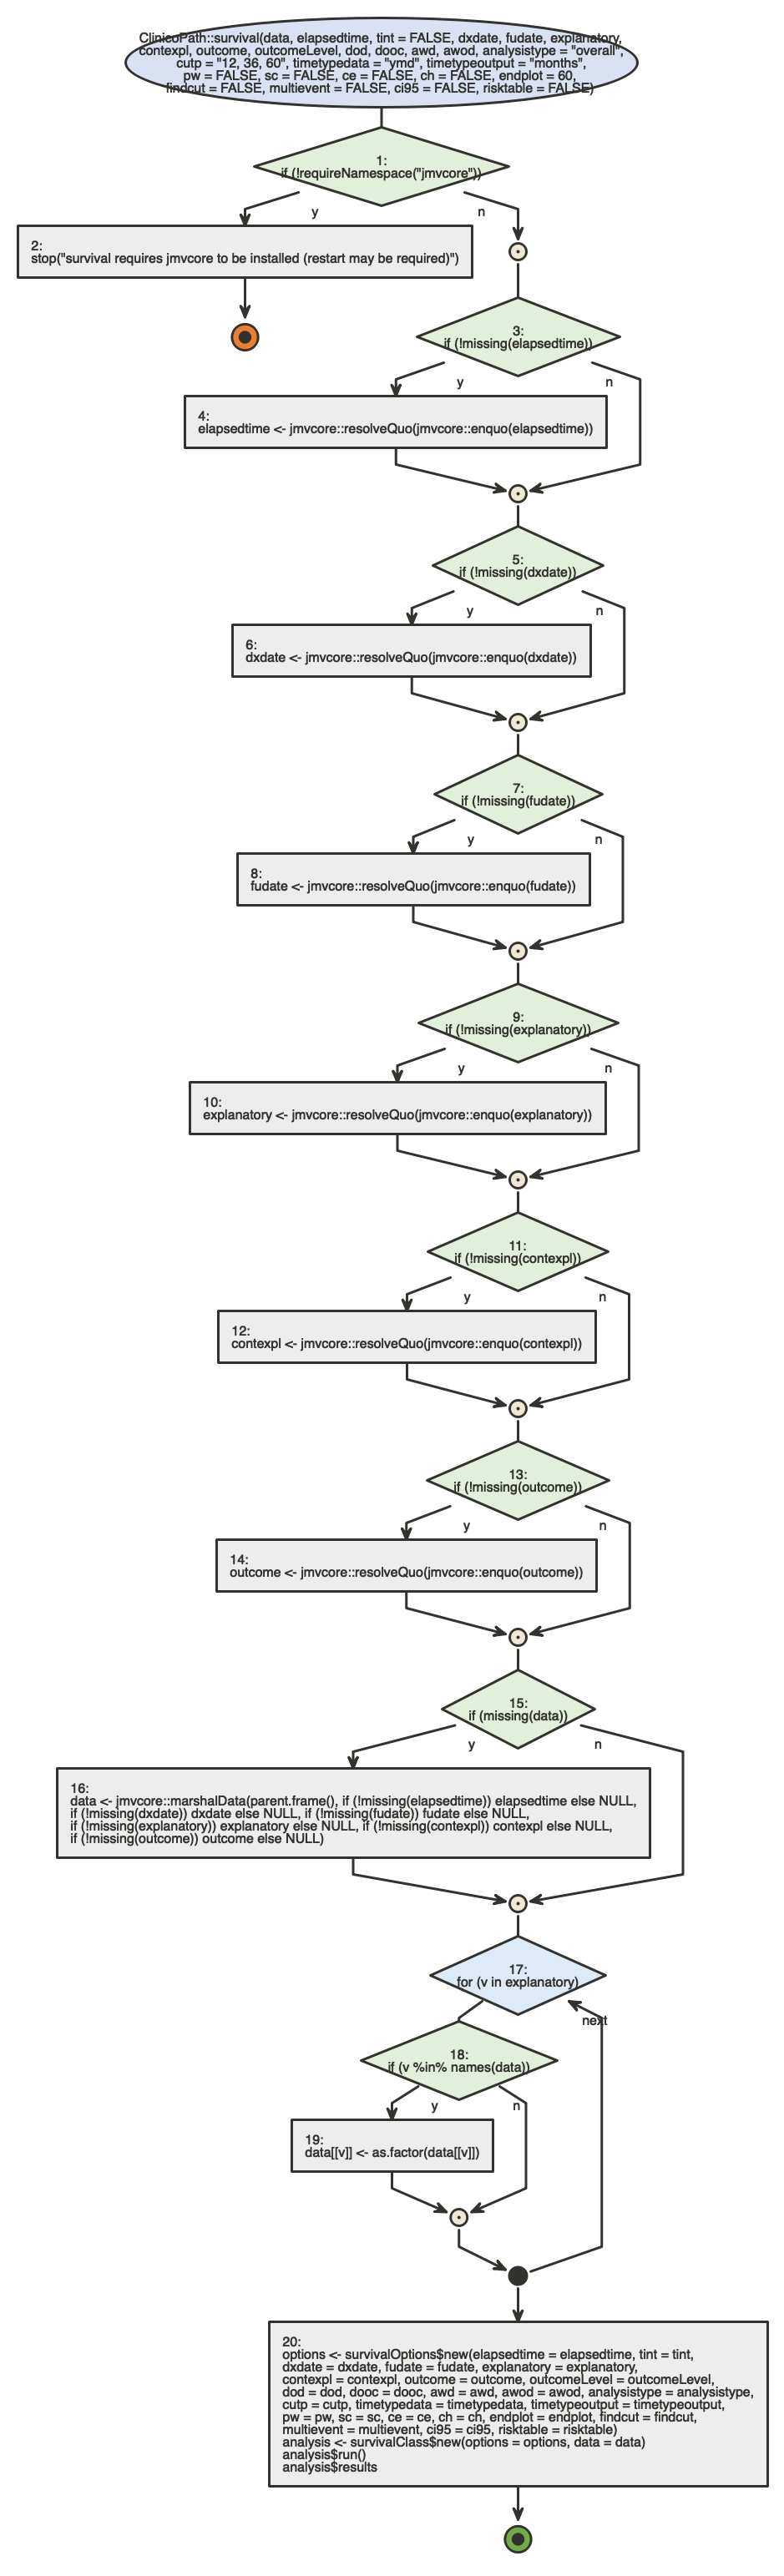 ClinicoPath::survival(data, elapsedtime, tint = FALSE, dxdate, fudate, explanatory,
contexpl, outcome, outcomeLevel, dod, dooc, awd, awod, analysistype = "overall",
cutp = "12, 36, 60", timetypedata = "ymd", timetypeoutput = "months",
pw = FALSE, sc = FALSE, ce = FALSE, ch = FALSE, endplot = 60,
findcut = FALSE, multievent = FALSE, ci95 = FALSE, risktable = FALSE)
1:
if (!requireNamespace("jmvcore"))
y
n
2:
stop("survival requires jmvcore to be installed (restart may be required)")
3:
if (!missing(elapsedtime))
y
n
4:
elapsedtime <- jmvcore::resolveQuo(jmvcore::enquo(elapsedtime))
5:
if (!missing(dxdate))
y
n
6:
dxdate <- jmvcore::resolveQuo(jmvcore::enquo(dxdate))
7:
if (!missing(fudate))
y
n
8:
fudate <- jmvcore::resolveQuo(jmvcore::enquo(fudate))
9:
if (!missing(explanatory))
y
n
10:
explanatory <- jmvcore::resolveQuo(jmvcore::enquo(explanatory))
11:
if (!missing(contexpl))
y
n
12:
contexpl <- jmvcore::resolveQuo(jmvcore::enquo(contexpl))
13:
if (!missing(outcome))
y
n
14:
outcome <- jmvcore::resolveQuo(jmvcore::enquo(outcome))
15:
if (missing(data))
y
n
16:
data <- jmvcore::marshalData(parent.frame(), if (!missing(elapsedtime)) elapsedtime else NULL,
if (!missing(dxdate)) dxdate else NULL, if (!missing(fudate)) fudate else NULL,
if (!missing(explanatory)) explanatory else NULL, if (!missing(contexpl)) contexpl else NULL,
if (!missing(outcome)) outcome else NULL)
17:
for (v in explanatory)
next
18:
if (v %in% names(data))
y
n
19:
data[[v]] <- as.factor(data[[v]])
20:
options <- survivalOptions$new(elapsedtime = elapsedtime, tint = tint,
dxdate = dxdate, fudate = fudate, explanatory = explanatory,
contexpl = contexpl, outcome = outcome, outcomeLevel = outcomeLevel,
dod = dod, dooc = dooc, awd = awd, awod = awod, analysistype = analysistype,
cutp = cutp, timetypedata = timetypedata, timetypeoutput = timetypeoutput,
pw = pw, sc = sc, ce = ce, ch = ch, endplot = endplot, findcut = findcut,
multievent = multievent, ci95 = ci95, risktable = risktable)
analysis <- survivalClass$new(options = options, data = data)
analysis$run()
analysis$results